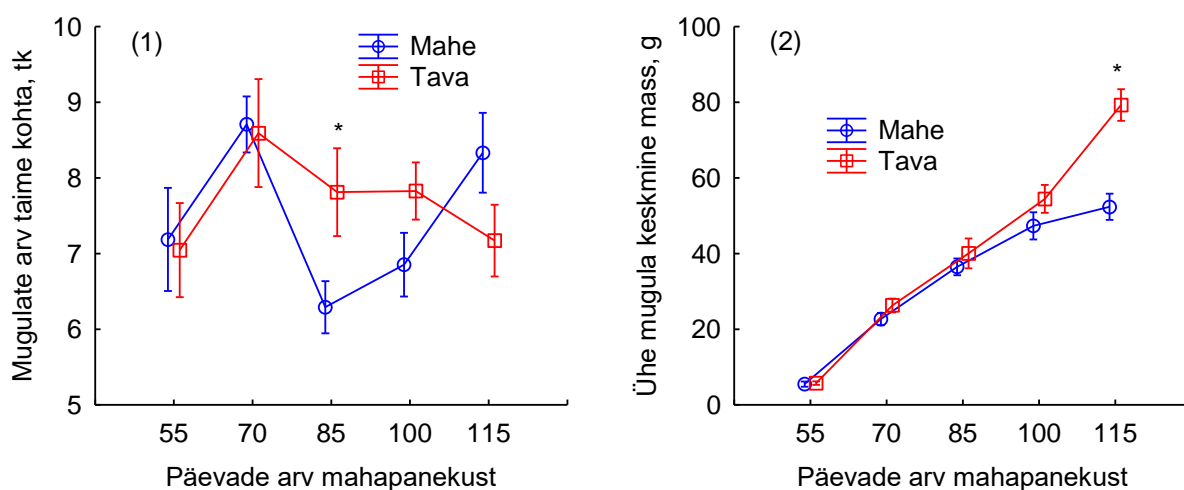 (1)
Mahe
Tava
*
Mugulate arv taime kohta, tk
10
9
8
7
6
5
55 70 85 100 115
Päevade arv mahapanekust
(2)
*
Mahe
Tava
Ühe mugula keskmine mass, g
100
80
60
40
20
0
55 70 85 100 115
Päevade arv mahapanekust